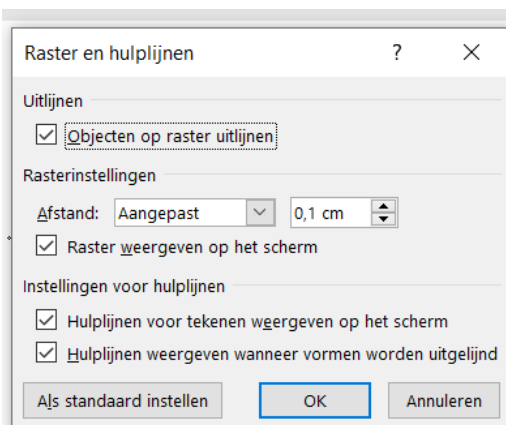 Raster en hulplijnen ?
Uitlijnen
Objecten op raster uitlijnen
Rasterinstellingen
Afstand: Aangepast 0,1 cm
Raster weergeven op het scherm
Instellingen voor hulplijnen
Hulplijnen voor tekenen weergeven op het scherm
Hulplijnen weergeven wanneer vormen worden uitgelijnd
Als standaard instellen OK Annuleren